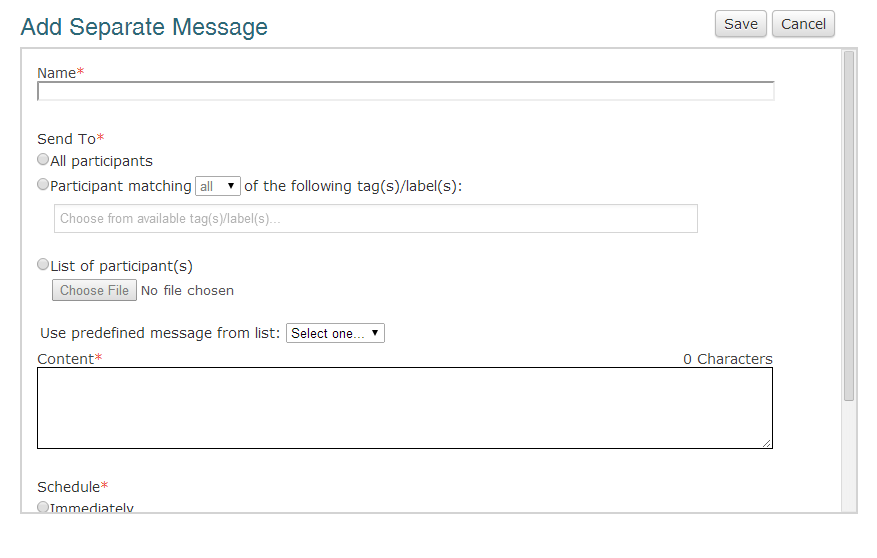 Add Separate Message
Save Cancel
Name*
Send To*
All participants
Participant matching all of the following tag(s)/label(s):
Choose from available tag(s)/label(s)...
List of participant(s)
Choose File No file chosen
Use predefined message from list: Select one...
Content* 0 Characters
Schedule*
Immediately